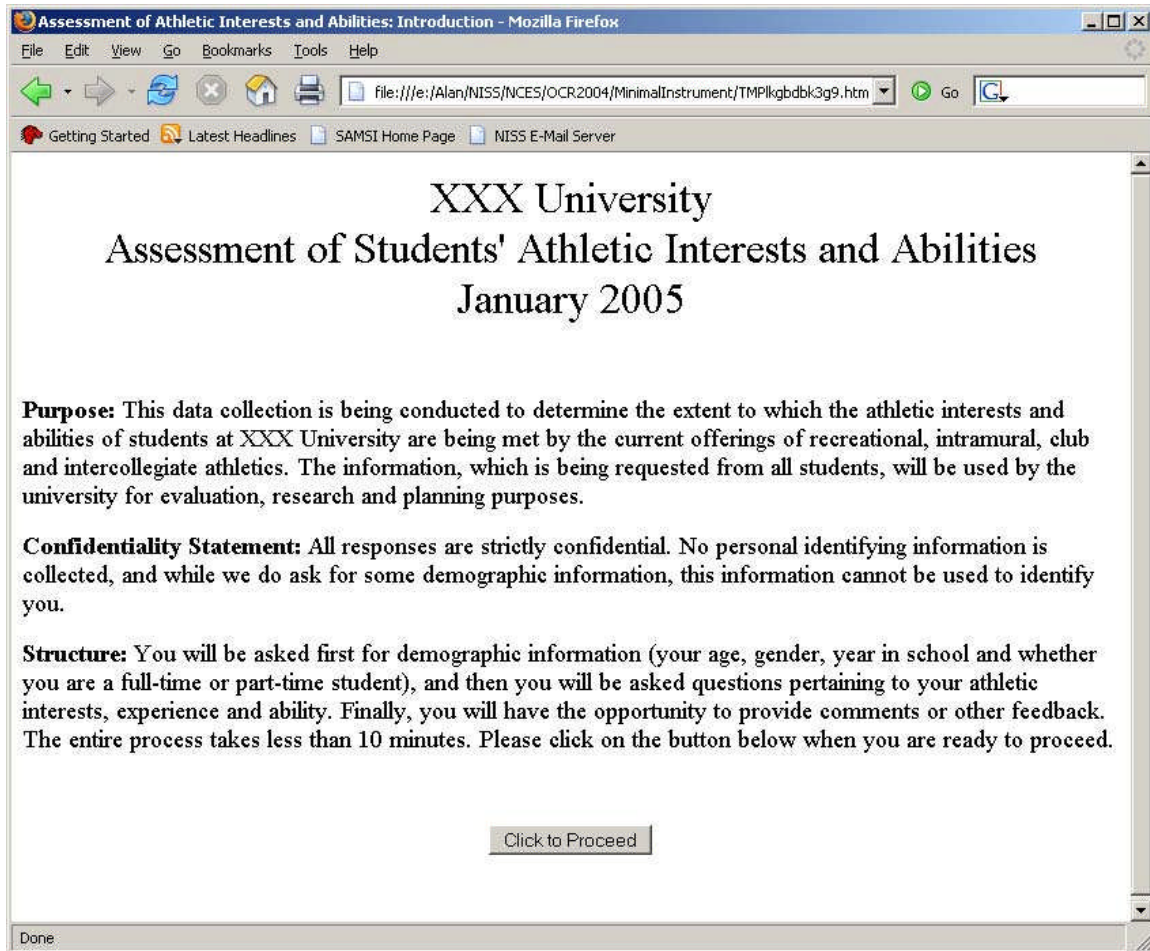 Assessment of Athletic Interests and Abilities: Introduction - Mozilla Firefox
File Edit View Go Bookmarks Tools Help
file:///e:/Alan/NISS/NCES/OCR2004/MinimalInstrument/TMPlkgbdbk3g9.htm Go G
Getting Started Latest Headlines SAMSI Home Page NISS E-Mail Server
XXX University
Assessment of Students' Athletic Interests and Abilities
January 2005
Purpose: This data collection is being conducted to determine the extent to which the athletic interests and
abilities of students at XXX University are being met by the current offerings of recreational, intramural, club
and intercollegiate athletics. The information, which is being requested from all students, will be used by the
university for evaluation, research and planning purposes.
Confidentiality Statement: All responses are strictly confidential. No personal identifying information is
collected, and while we do ask for some demographic information, this information cannot be used to identify
you.
Structure: You will be asked first for demographic information (your age, gender, year in school and whether
you are a full-time or part-time student), and then you will be asked questions pertaining to your athletic
interests, experience and ability. Finally, you will have the opportunity to provide comments or other feedback.
The entire process takes less than 10 minutes. Please click on the button below when you are ready to proceed.
Click to Proceed
Done